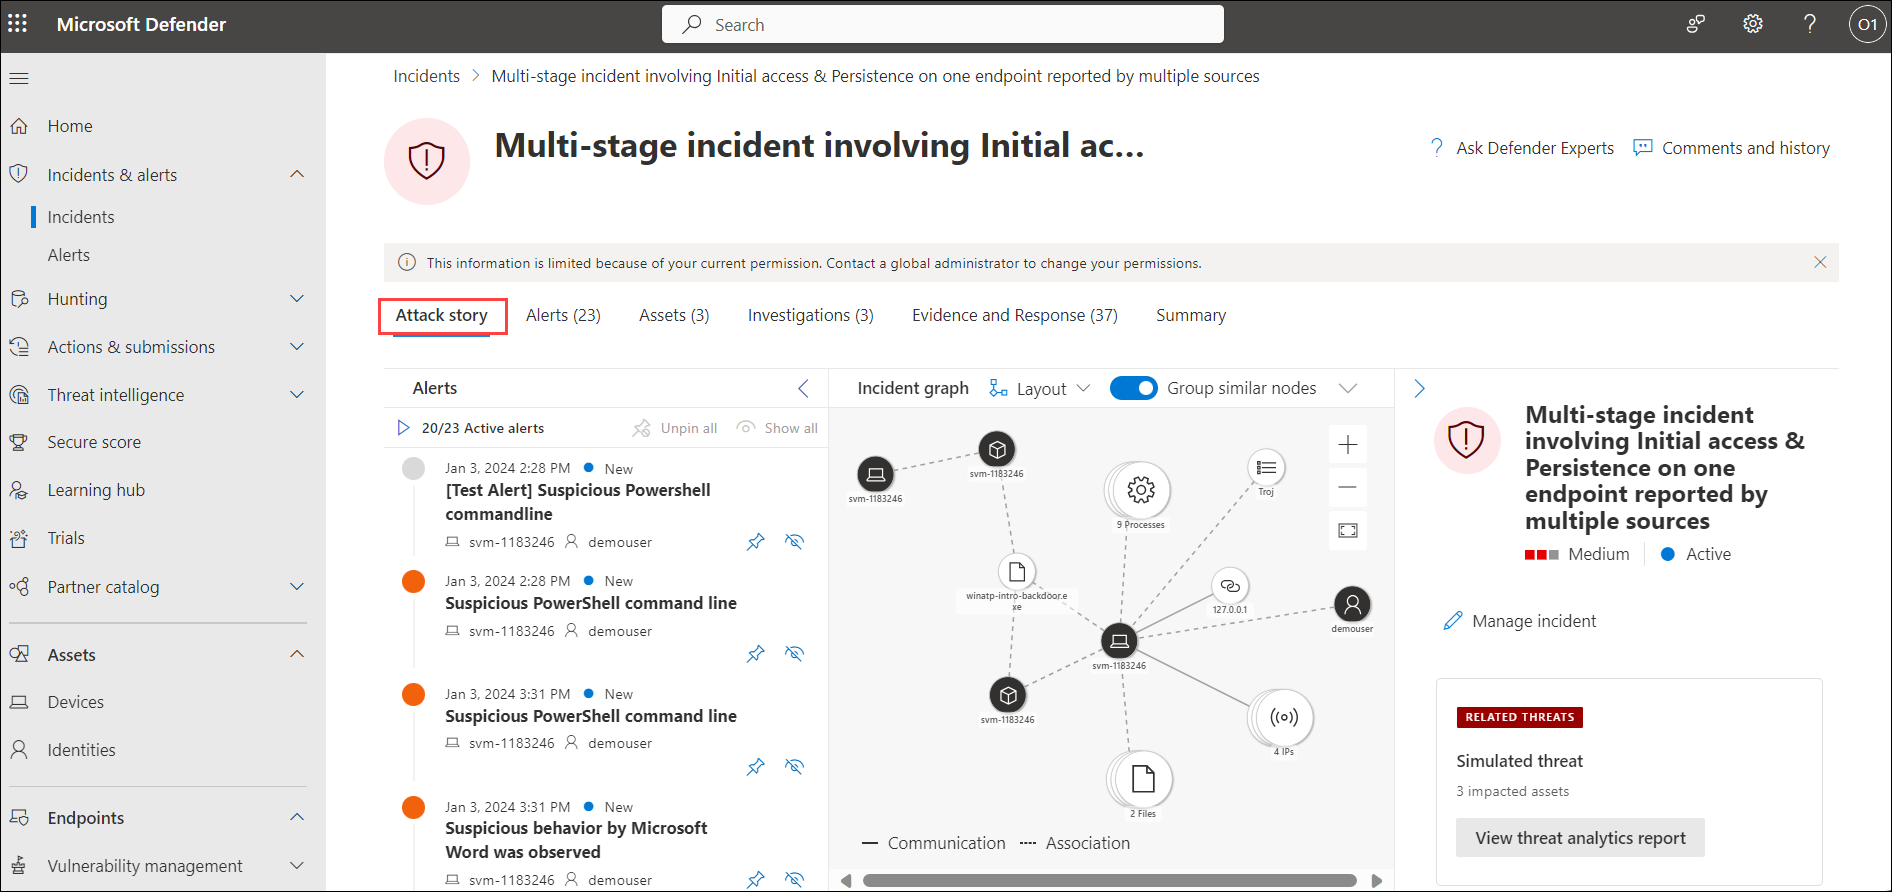 Microsoft Defender
Search
O1
Incidents > Multi-stage incident involving Initial access & Persistence on one endpoint reported by multiple sources
Home
Incidents & alerts
Incidents
Alerts
Hunting
Actions & submissions
Threat intelligence
Secure score
Learning hub
Trials
Partner catalog
Assets
Devices
Identities
Endpoints
Vulnerability management
Multi-stage incident involving Initial ac...
Ask Defender Experts
Comments and history
This information is limited because of your current permission. Contact a global administrator to change your permissions.
Attack story
Alerts (23)
Assets (3)
Investigations (3)
Evidence and Response (37)
Summary
Alerts
20/23 Active alerts
Unpin all
Show all
Jan 3, 2024 2:28 PM New
[Test Alert] Suspicious Powershell
commandline
svm-1183246 demouser
Jan 3, 2024 2:28 PM New
Suspicious PowerShell command line
svm-1183246 demouser
Jan 3, 2024 3:31 PM New
Suspicious PowerShell command line
svm-1183246 demouser
Jan 3, 2024 3:31 PM New
Suspicious behavior by Microsoft
Word was observed
svm-1183246 demouser
Incident graph
Layout
Group similar nodes
svm-1183246
svm-1183246
9 Processes
Troj
winatp-intro-backdoor.e
xe
127.0.0.1
demouser
svm-1183246
svm-1183246
4 IPs
2 Files
Communication
Association
Multi-stage incident
involving Initial access &
Persistence on one
endpoint reported by
multiple sources
Medium
Active
Manage incident
RELATED THREATS
Simulated threat
3 impacted assets
View threat analytics report